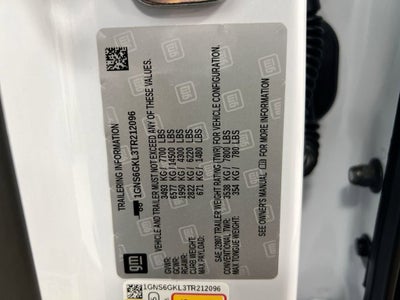 TRAILERING INFORMATION
1GNS6GKL3TR212096
VEHICLE AND TRAILER MUST NOT EXCEED ANY OF THESE VALUES.
GVWR: 3493 KG / 7700 LBS
GCWR: 6577 KG / 14500 LBS
RGAWR: 1950 KG / 4300 LBS
CURB WEIGHT: 2822 KG / 6220 LBS
MAX PAYLOAD: 671 KG / 1480 LBS
SAE J2807 TRAILER WEIGHT RATING (TWR) FOR VEHICLE CONFIGURATION.
CONVENTIONAL TWR: 3538 KG / 7800 LBS
MAX TONGUE WEIGHT: 354 KG / 780 LBS
SEE OWNER'S MANUAL FOR MORE INFORMATION
gm
1GNS6GKL3TR212096